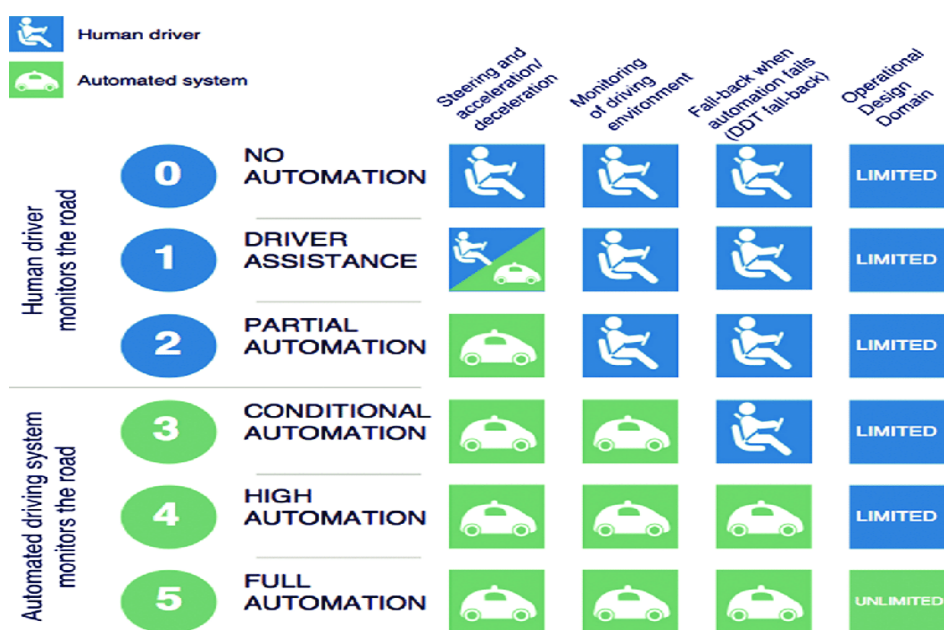 Human driver
Automated system
Steering and
acceleration/
deceleration
Monitoring
of driving
environment
Fall-back when
automation fails
(DDT fall-back)
Operational
Design
Domain
Human driver
monitors the road
0
NO
AUTOMATION
LIMITED
1
DRIVER
ASSISTANCE
LIMITED
2
PARTIAL
AUTOMATION
LIMITED
Automated driving system
monitors the road
3
CONDITIONAL
AUTOMATION
LIMITED
4
HIGH
AUTOMATION
LIMITED
5
FULL
AUTOMATION
UNLIMITED